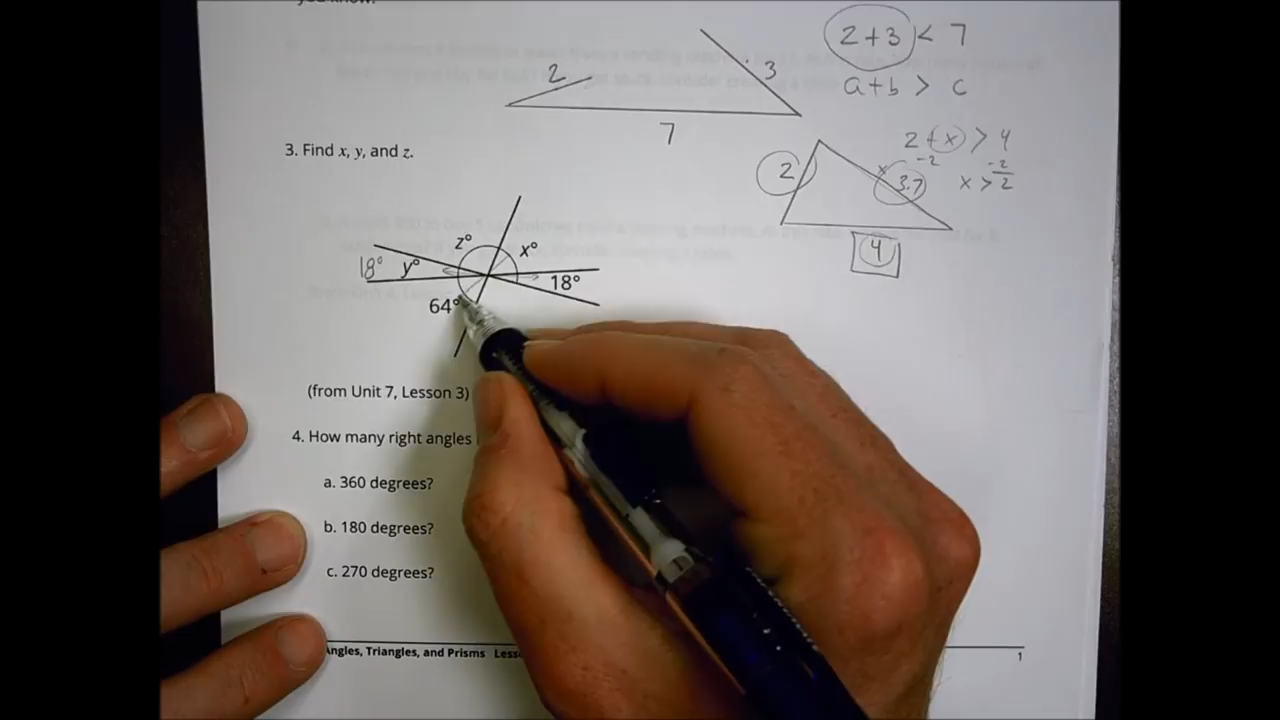 you know.
2
3
7
2 + 3 < 7
a + b > c
3. Find x, y, and z.
2 + x > 4
-2 -2
x > 2
2
x
3.7
4
z°
x°
18° y°
18°
64°
(from Unit 7, Lesson 3)
4. How many right angles
a. 360 degrees?
b. 180 degrees?
c. 270 degrees?
Angles, Triangles, and Prisms
1